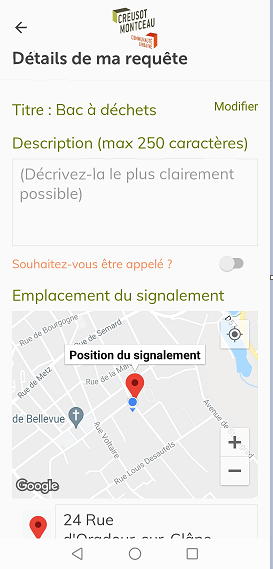 CREUSOT
MONTCEAU
COMMUNAUTÉ
URBAINE
Détails de ma requête
Titre : Bac à déchets
Modifier
Description (max 250 caractères)
(Décrivez-la le plus clairement
possible)
Souhaitez-vous être appelé ?
Emplacement du signalement
Rue de Bourgogne
Rue de Semard
Position du signalement
Rue de Metz
Rue de la Mar
de Bellevue
Rue Voltaire
Avenue de
Rue Louis Desaufels
+
−
Google
24 Rue
d'Oradour-sur-Glâne